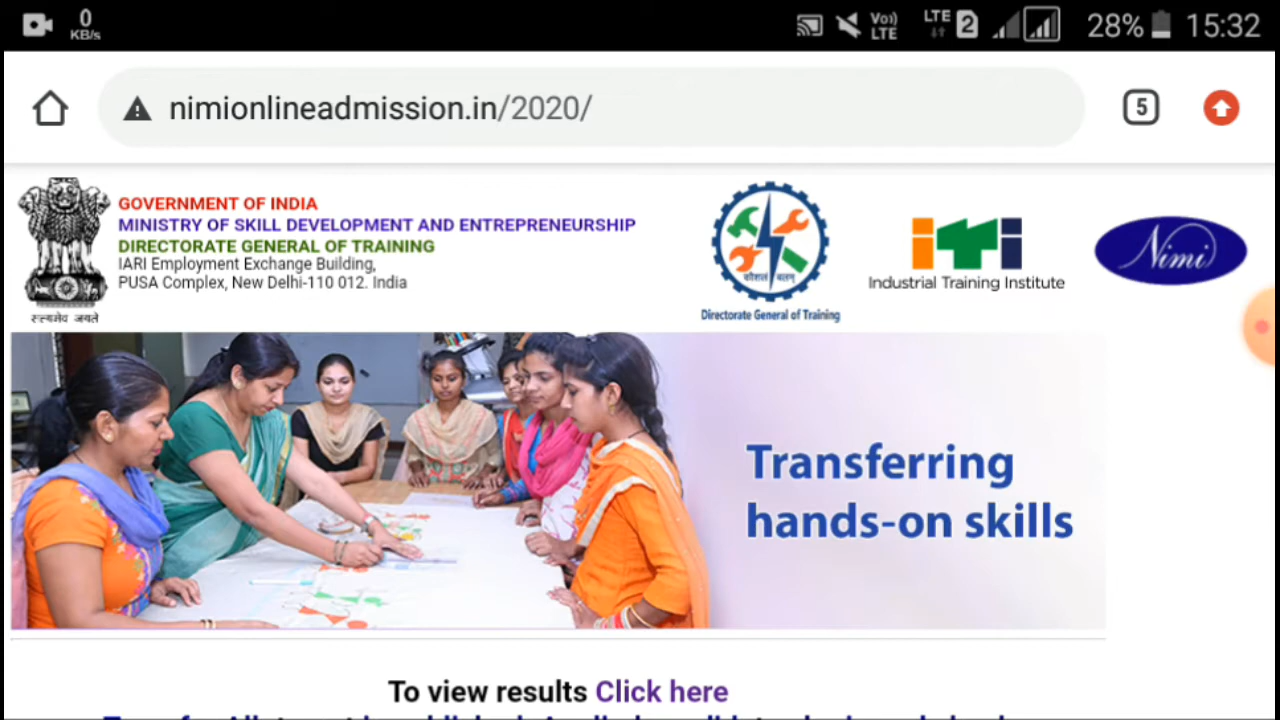 0
KB/s
Vo))
LTE
LTE
2
28%
15:32
nimionlineadmission.in/2020/
5
GOVERNMENT OF INDIA
MINISTRY OF SKILL DEVELOPMENT AND ENTREPRENEURSHIP
DIRECTORATE GENERAL OF TRAINING
IARI Employment Exchange Building,
PUSA Complex, New Delhi-110 012. India
सत्यमेव जयते
कौशलं बलम्
Directorate General of Training
iTi
Industrial Training Institute
Nimi
Transferring
hands-on skills
To view results Click here